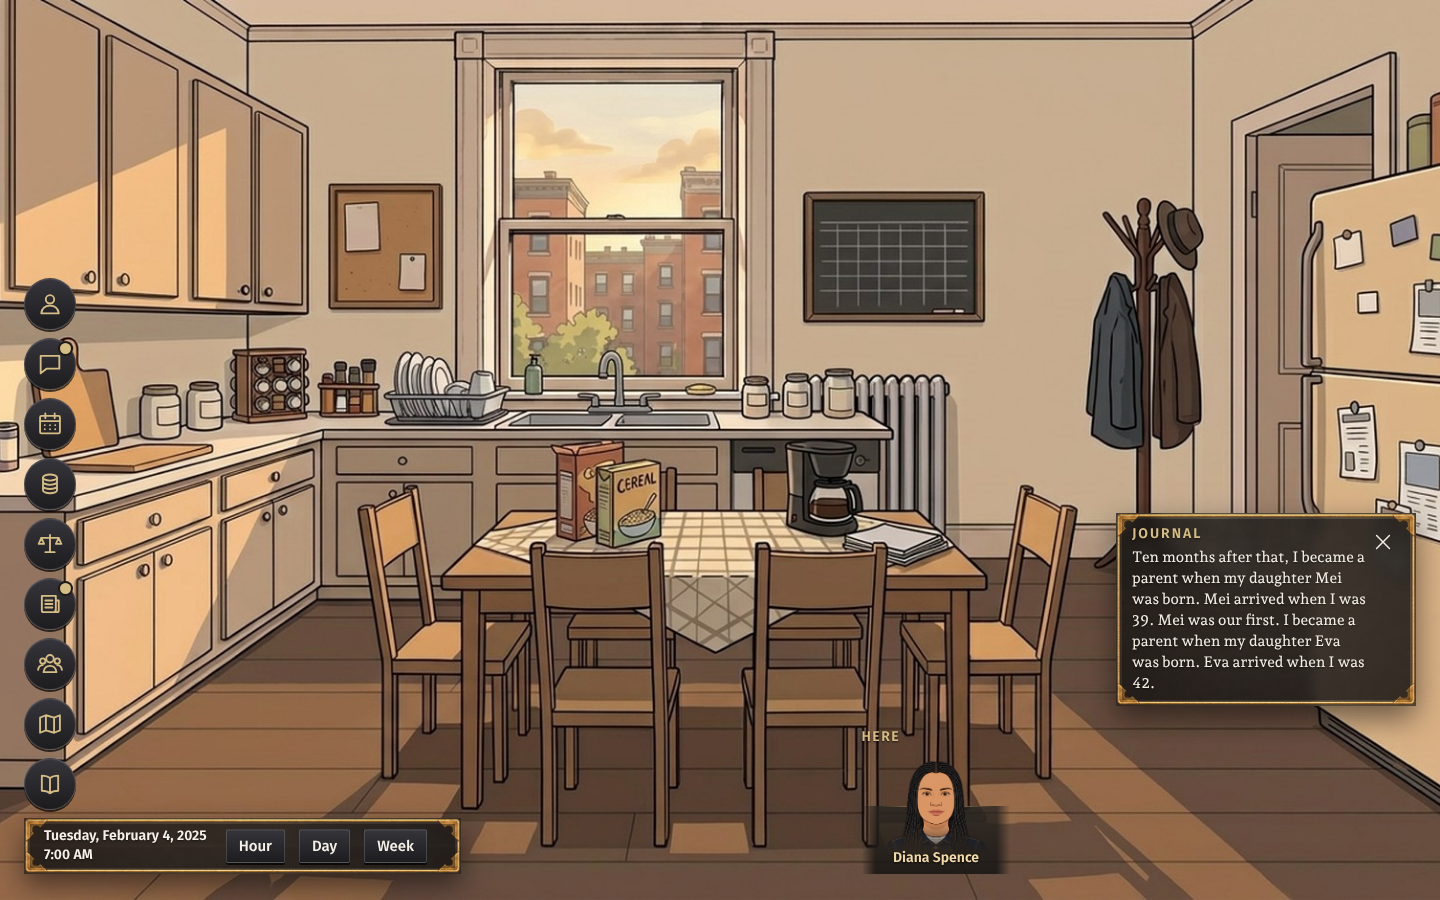 CEREAL
JOURNAL
Ten months after that, I became a
parent when my daughter Mei
was born. Mei arrived when I was
39. Mei was our first. I became a
parent when my daughter Eva
was born. Eva arrived when I was
42.
HERE
Diana Spence
Tuesday, February 4, 2025
7:00 AM
Hour
Day
Week